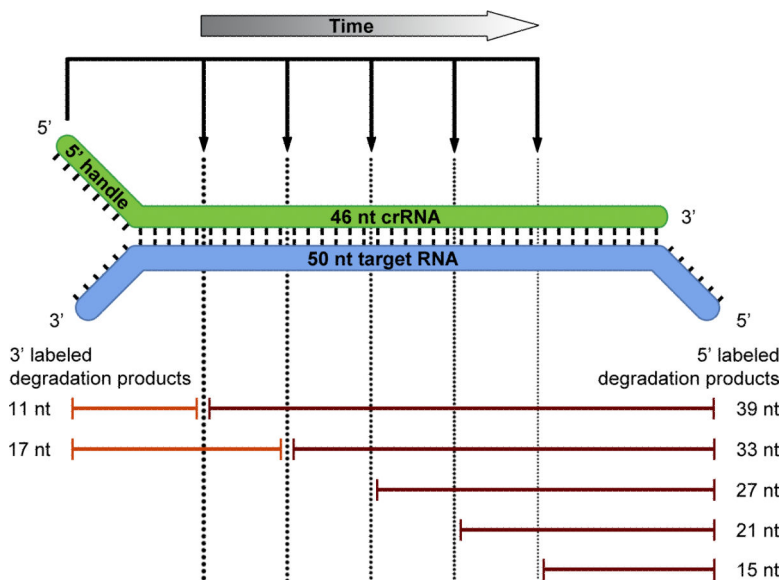 Time
5’
5’ handle
46 nt crRNA
3’
50 nt target RNA
3’
5’
3’ labeled
degradation products
5’ labeled
degradation products
11 nt
39 nt
17 nt
33 nt
27 nt
21 nt
15 nt